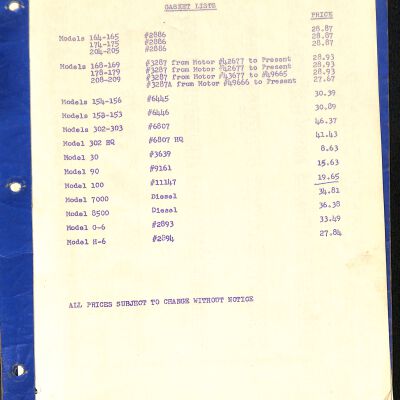 GASKET LISTS
PRICE
Models 164-165 #2886 28.87
174-175 #2886 28.87
204-205 #2886 28.87
Models 168-169 #3287 from Motor #42677 to Present 28.93
178-179 #3287 from Motor #42677 to Present 28.93
208-209 #3287 from Motor #43677 to #49665 28.93
#3287A from Motor #49666 to Present 27.67
Models 154-156 #6445 30.39
Models 152-153 #6446 30.89
Models 302-303 #6807 46.37
Model 302 HQ #6807 HQ 41.43
Model 30 #3639 8.63
Model 90 #9161 15.63
Model 100 #11147 19.65
Model 7000 Diesel 34.81
Model 8500 Diesel 36.38
Model G-6 #2893 33.49
Model H-6 #2894 27.84
ALL PRICES SUBJECT TO CHANGE WITHOUT NOTICE